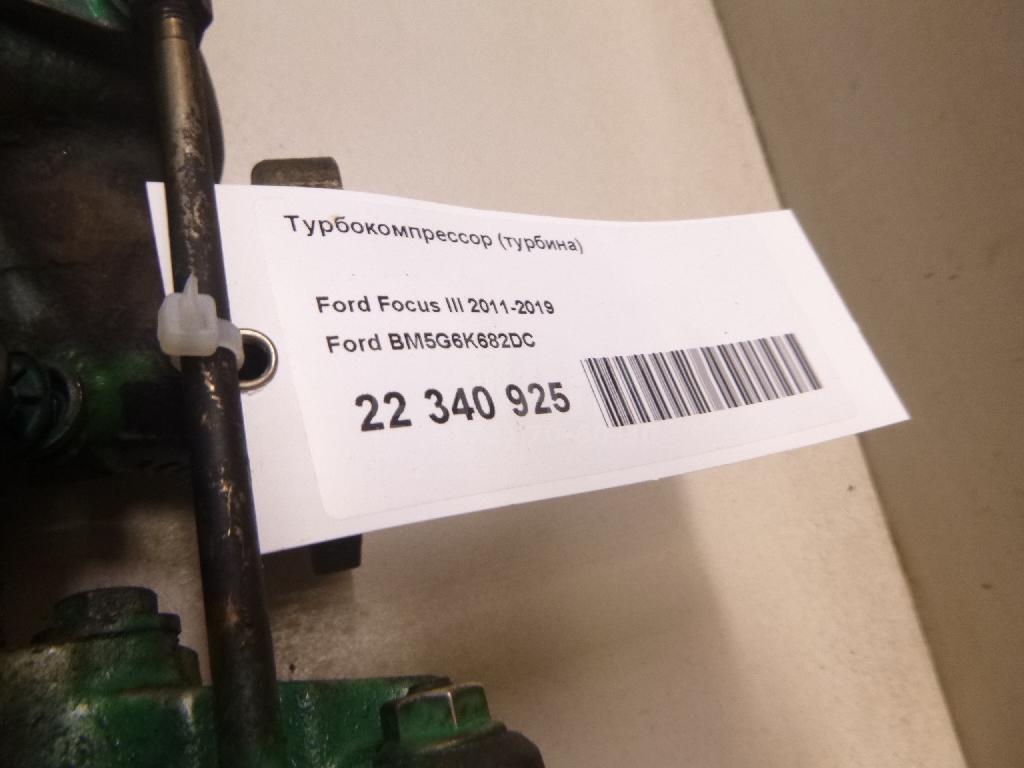 Турбокомпрессор (турбина)
Ford Focus III 2011-2019
Ford BM5G6K682DC
22 340 925